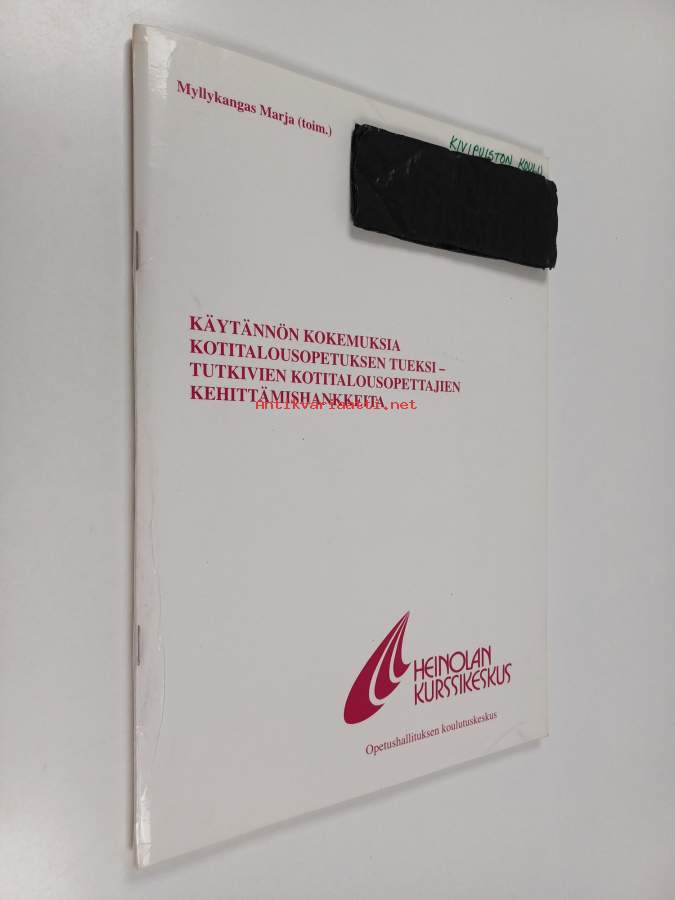 Myllykangas Marja (toim.)
KIVIPUISTON KOULU
KÄYTÄNNÖN KOKEMUKSIA
KOTITALOUSOPETUKSEN TUEKSI –
TUTKIVIEN KOTITALOUSOPETTAJIEN
KEHITTÄMISHANKKEITA
Antikvariaatti.net
HEINOLAN
KURSSIKESKUS
Opetushallituksen koulutuskeskus